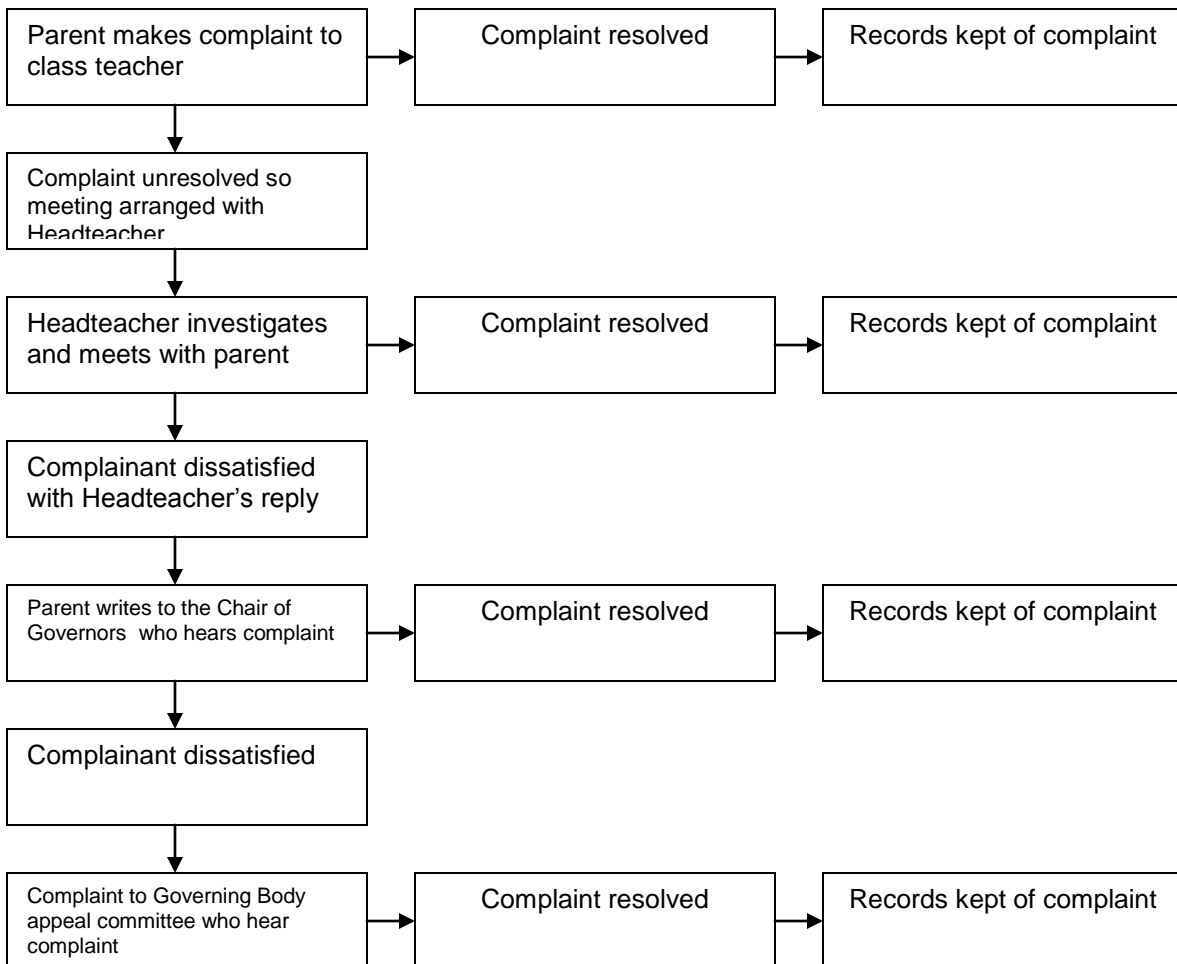 Parent makes complaint to
class teacher
Complaint resolved
Records kept of complaint
Complaint unresolved so
meeting arranged with
Headteacher
Headteacher investigates
and meets with parent
Complaint resolved
Records kept of complaint
Complainant dissatisfied
with Headteacher’s reply
Parent writes to the Chair of
Governors who hears complaint
Complaint resolved
Records kept of complaint
Complainant dissatisfied
Complaint to Governing Body
appeal committee who hear
complaint
Complaint resolved
Records kept of complaint